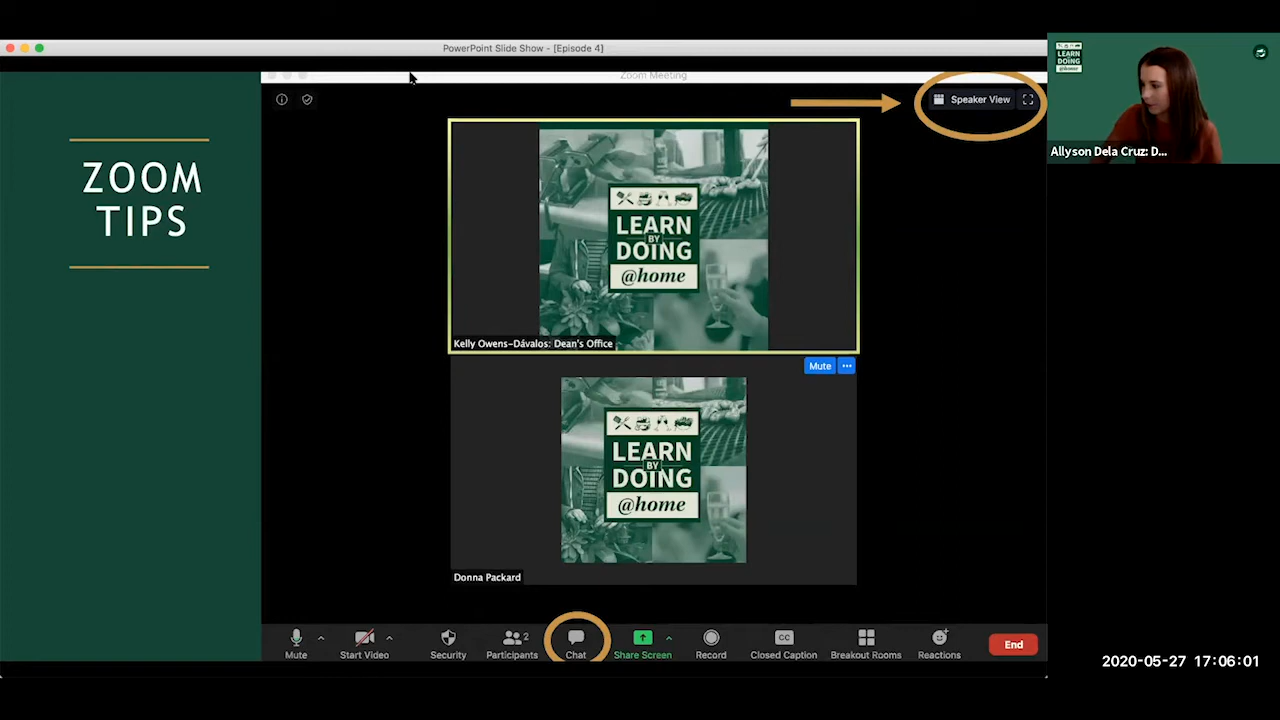 PowerPoint Slide Show - [Episode 4]
Zoom Meeting
ZOOM
TIPS
Speaker View
LEARN
BY
DOING
@home
Kelly Owens-Dávalos: Dean's Office
Mute
LEARN
BY
DOING
@home
Donna Packard
Mute
Start Video
Security
2
Participants
Chat
Share Screen
Record
CC
Closed Caption
Breakout Rooms
Reactions
End
LEARN
DOING
@home
Allyson Dela Cruz: D...
2020-05-27 17:06:01